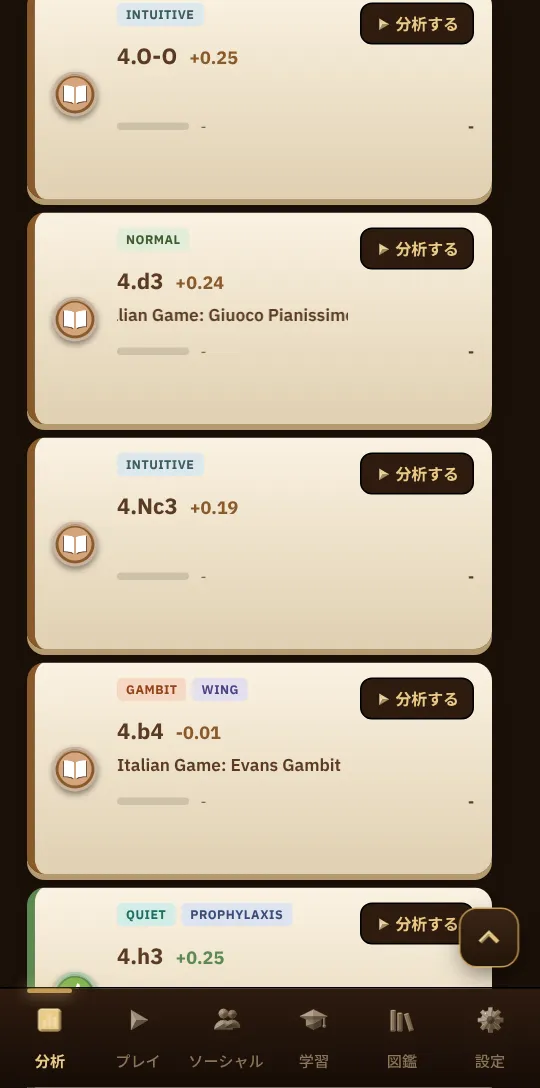 INTUITIVE
分析する
4.O-O +0.25
- -
NORMAL
分析する
4.d3 +0.24
lian Game: Giuoco Pianissimo
- -
INTUITIVE
分析する
4.Nc3 +0.19
- -
GAMBIT WING
分析する
4.b4 -0.01
Italian Game: Evans Gambit
- -
QUIET PROPHYLAXIS
分析する
4.h3 +0.25
分析 プレイ ソーシャル 学習 図鑑 設定